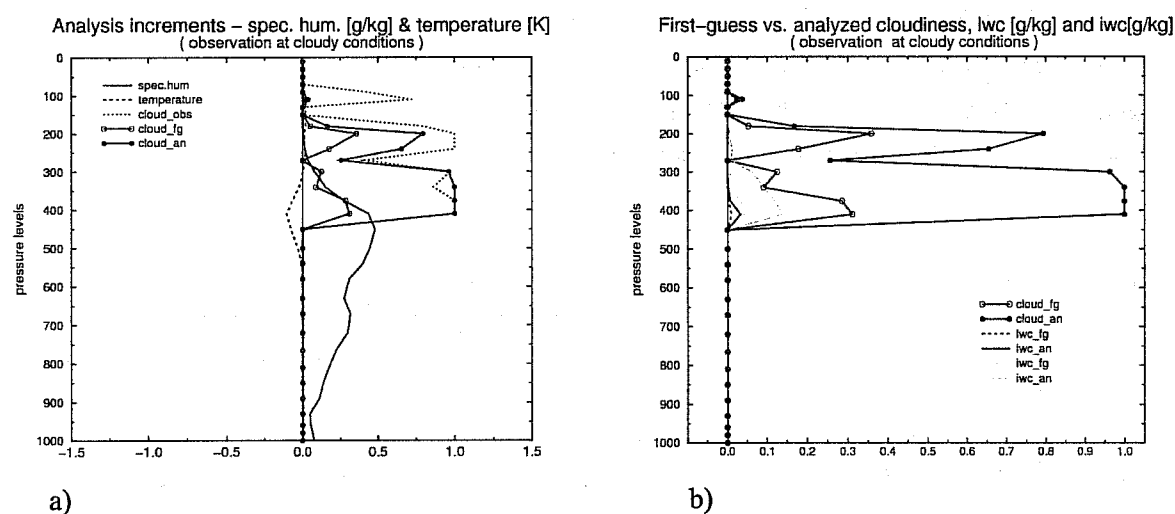 Analysis increments – spec. hum. [g/kg] & temperature [K]
( observation at cloudy conditions )
0
100
200
300
400
500
600
700
800
900
1000
pressure levels
spec.hum
temperature
cloud_obs
cloud_fg
cloud_an
−1.5
−1.0
−0.5
0.0
0.5
1.0
1.5
a)
First−guess vs. analyzed cloudiness, lwc [g/kg] and iwc[g/kg]
( observation at cloudy conditions )
0
100
200
300
400
500
600
700
800
900
1000
pressure levels
cloud_fg
cloud_an
lwc_fg
lwc_an
iwc_fg
iwc_an
0.0
0.1
0.2
0.3
0.4
0.5
0.6
0.7
0.8
0.9
1.0
b)